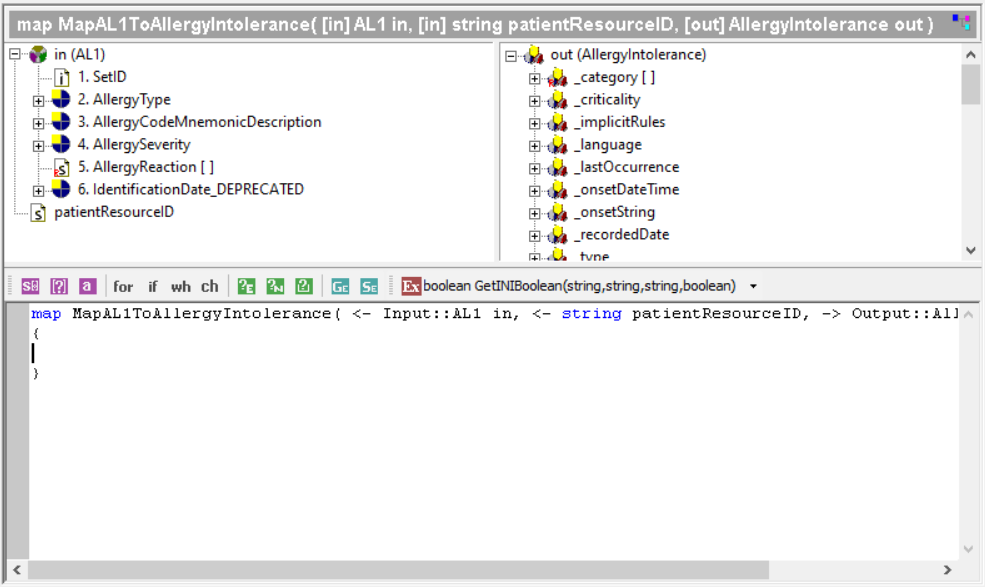 map MapAL1ToAllergyIntolerance( [in] AL1 in, [in] string patientResourceID, [out] AllergyIntolerance out )
in (AL1)
1. SetID
2. AllergyType
3. AllergyCodeMnemonicDescription
4. AllergySeverity
5. AllergyReaction [ ]
6. IdentificationDate_DEPRECATED
patientResourceID
out (AllergyIntolerance)
_category [ ]
_criticality
_implicitRules
_language
_lastOccurrence
_onsetDateTime
_onsetString
_recordedDate
_type
S[] [?] a for if wh ch ?E ?N [?] GE SE Ex boolean GetINIBoolean(string,string,string,boolean)
map MapAL1ToAllergyIntolerance( <- Input::AL1 in, <- string patientResourceID, -> Output::All
{
}